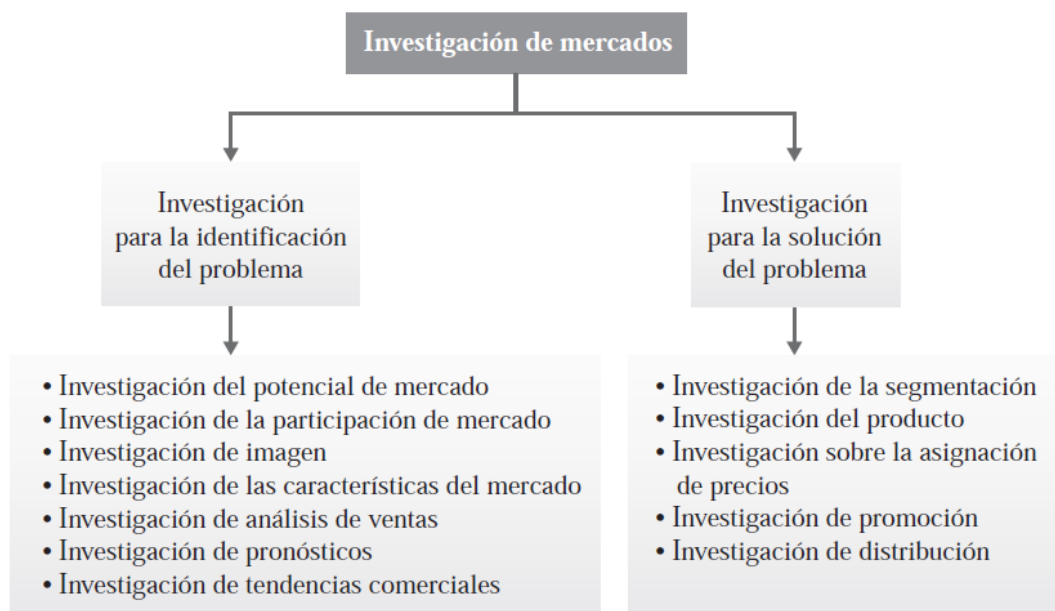 Investigación de mercados
Investigación
para la identificación
del problema
Investigación
para la solución
del problema
• Investigación del potencial de mercado
• Investigación de la participación de mercado
• Investigación de imagen
• Investigación de las características del mercado
• Investigación de análisis de ventas
• Investigación de pronósticos
• Investigación de tendencias comerciales
• Investigación de la segmentación
• Investigación del producto
• Investigación sobre la asignación
de precios
• Investigación de promoción
• Investigación de distribución